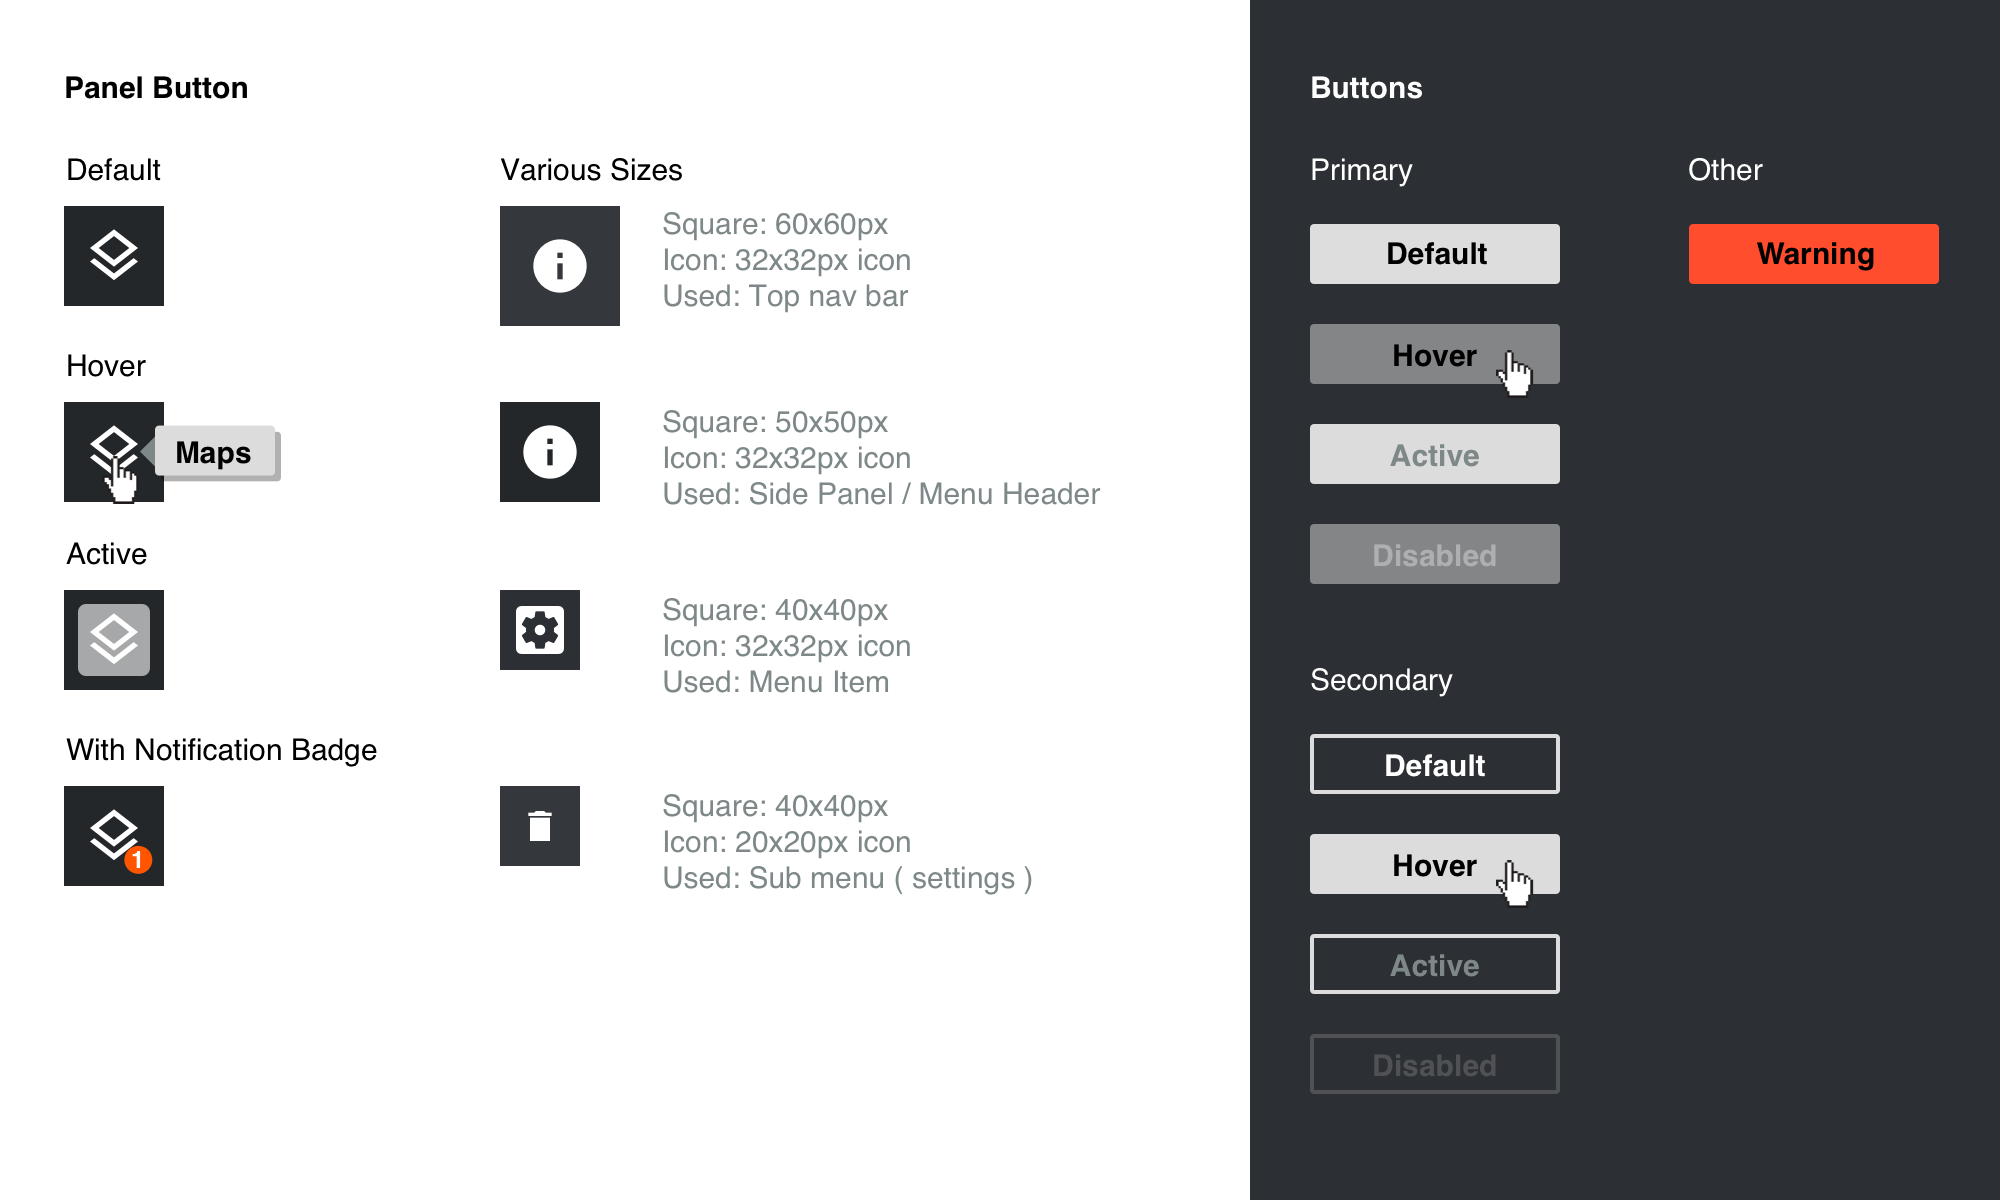 Panel Button
Default
Hover
Maps
Active
With Notification Badge
1
Various Sizes
Square: 60x60px
Icon: 32x32px icon
Used: Top nav bar
Square: 50x50px
Icon: 32x32px icon
Used: Side Panel / Menu Header
Square: 40x40px
Icon: 32x32px icon
Used: Menu Item
Square: 40x40px
Icon: 20x20px icon
Used: Sub menu ( settings )
Buttons
Primary
Default
Hover
Active
Disabled
Secondary
Default
Hover
Active
Disabled
Other
Warning